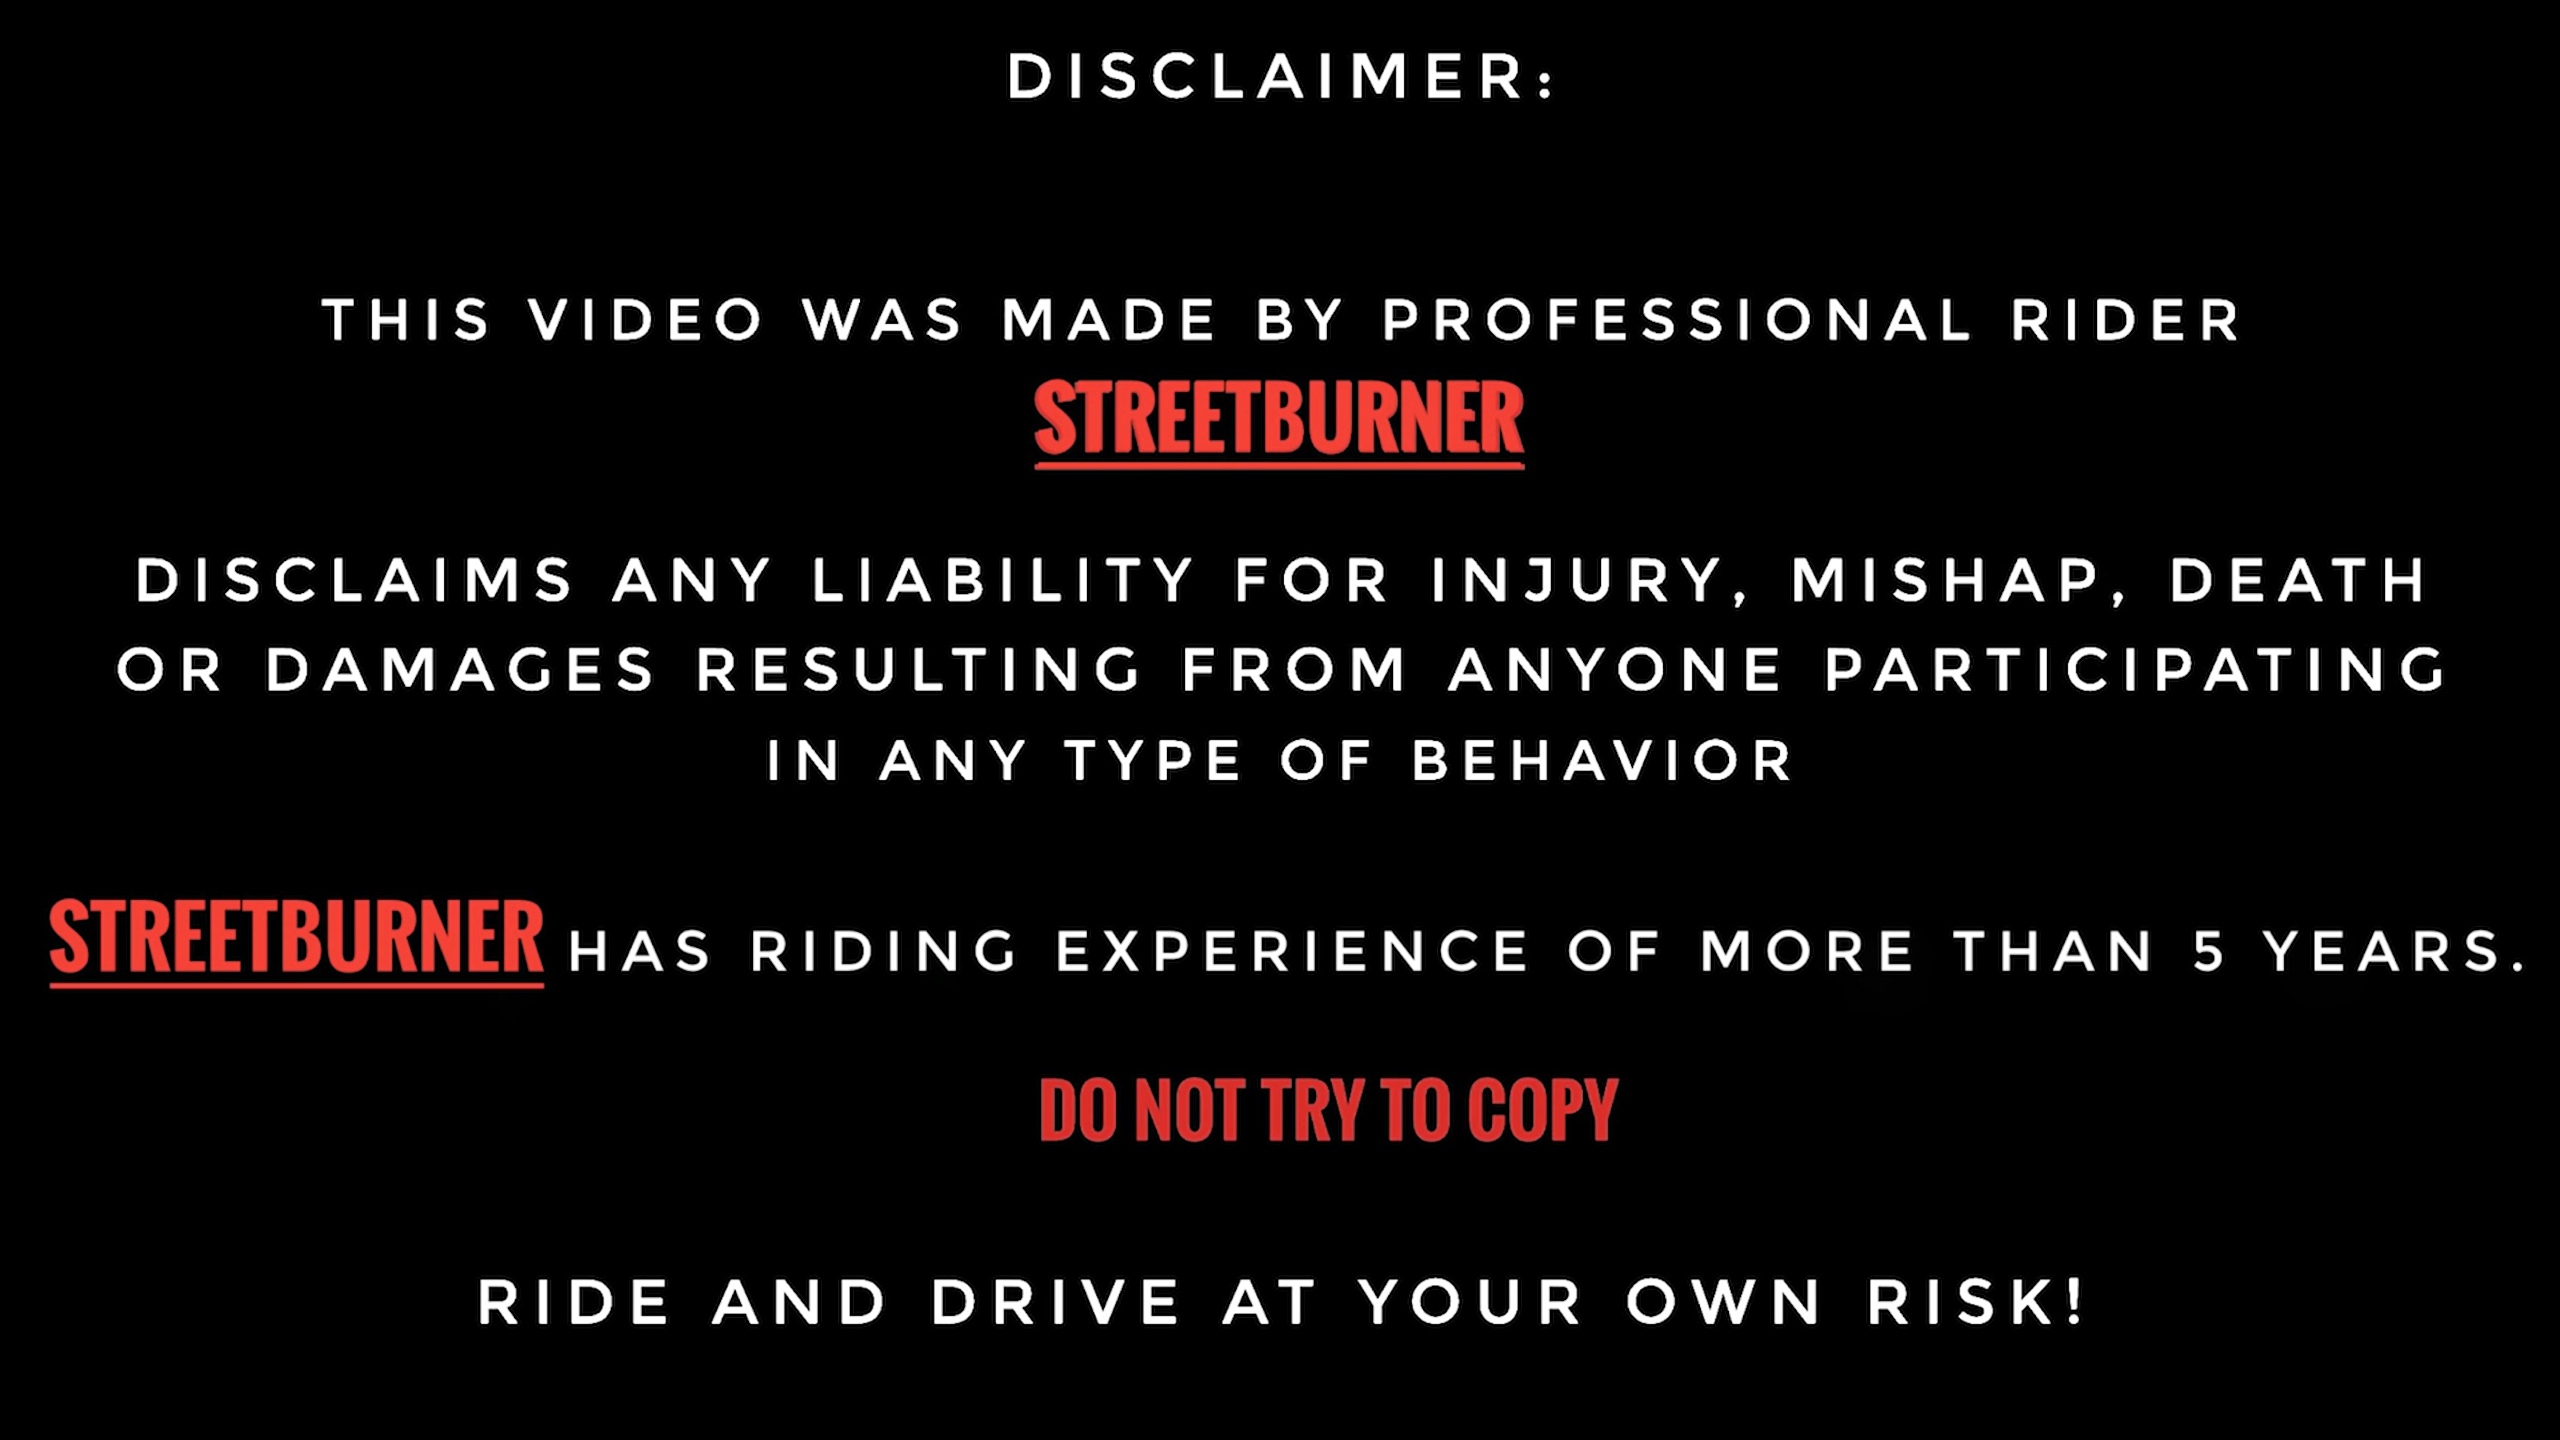 DISCLAIMER:
THIS VIDEO WAS MADE BY PROFESSIONAL RIDER
STREETBURNER
DISCLAIMS ANY LIABILITY FOR INJURY, MISHAP, DEATH
OR DAMAGES RESULTING FROM ANYONE PARTICIPATING
IN ANY TYPE OF BEHAVIOR
STREETBURNER HAS RIDING EXPERIENCE OF MORE THAN 5 YEARS.
DO NOT TRY TO COPY
RIDE AND DRIVE AT YOUR OWN RISK!